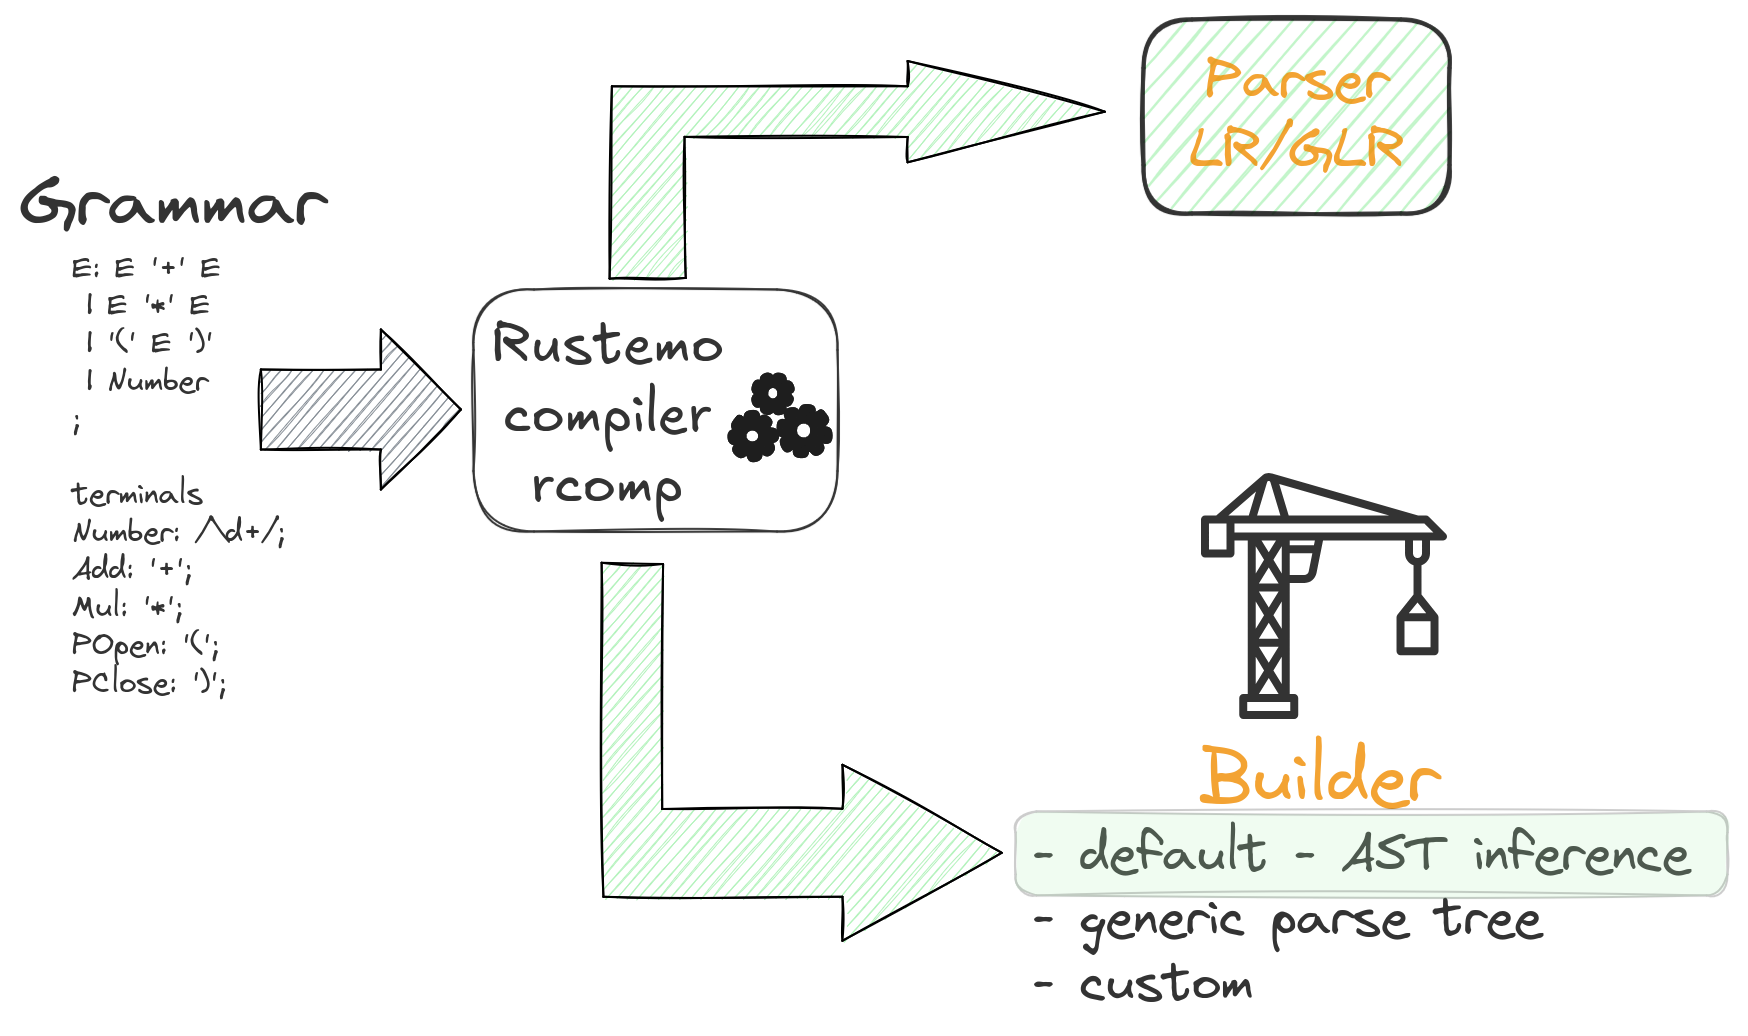 Grammar
E: E '+' E
| E '*' E
| '(' E ')'
| Number
;
terminals
Number: /\d+/;
Add: '+';
Mul: '*';
POpen: '(';
PClose: ')';
Rustemo
compiler
rcomp
Parser
LR/GLR
Builder
- default - AST inference
- generic parse tree
- custom